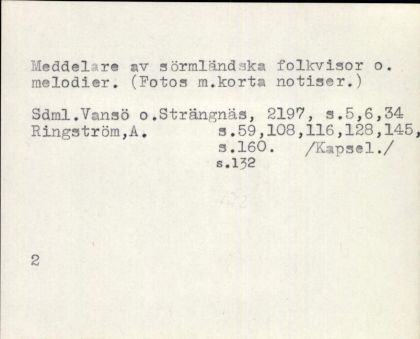 Meddelare av sörmländska folkvisor o.
melodier. (Fotos m.korta notiser.)
Sdml.Vansö o.Strängnäs, 2197, s.5,6,34
Ringström,A. s.59,108,116,128,145,
s.160. /Kapsel./
s.132
2